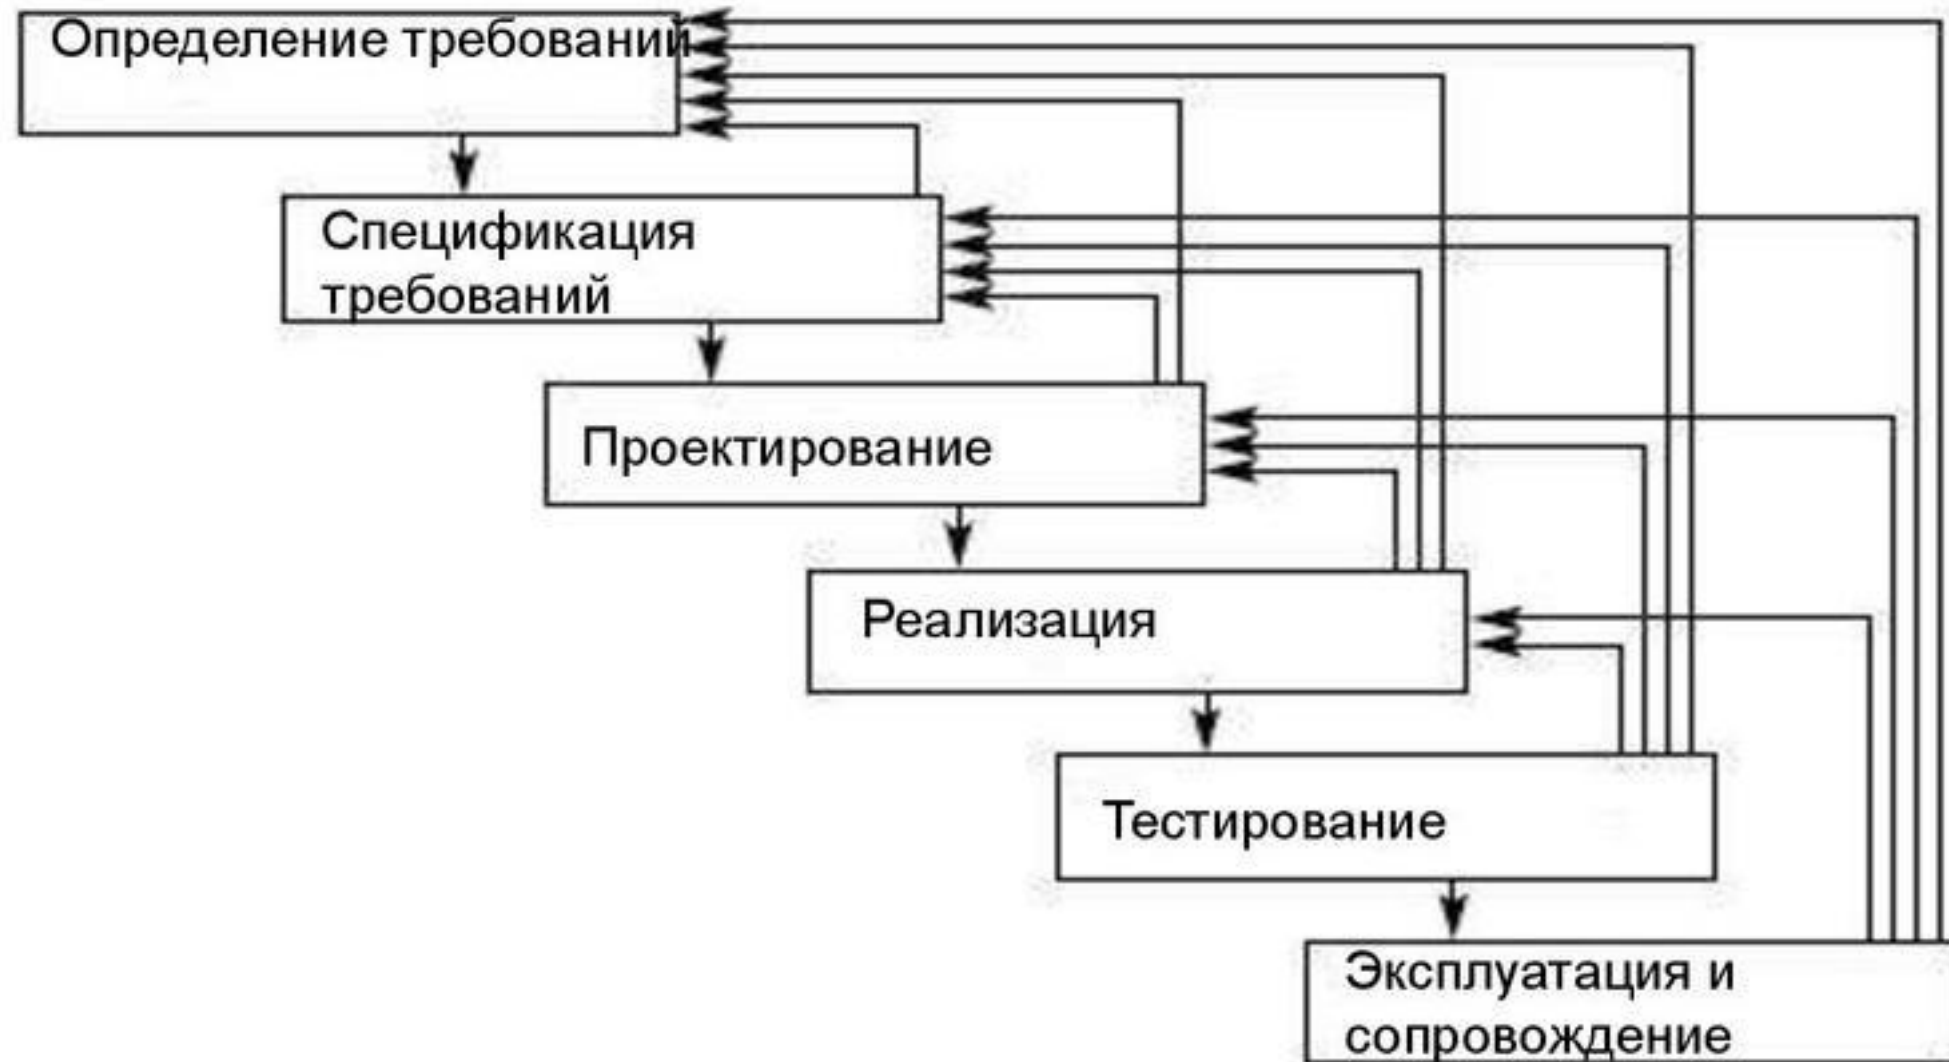 Определение требований
Спецификация
требований
Проектирование
Реализация
Тестирование
Эксплуатация и
сопровождение